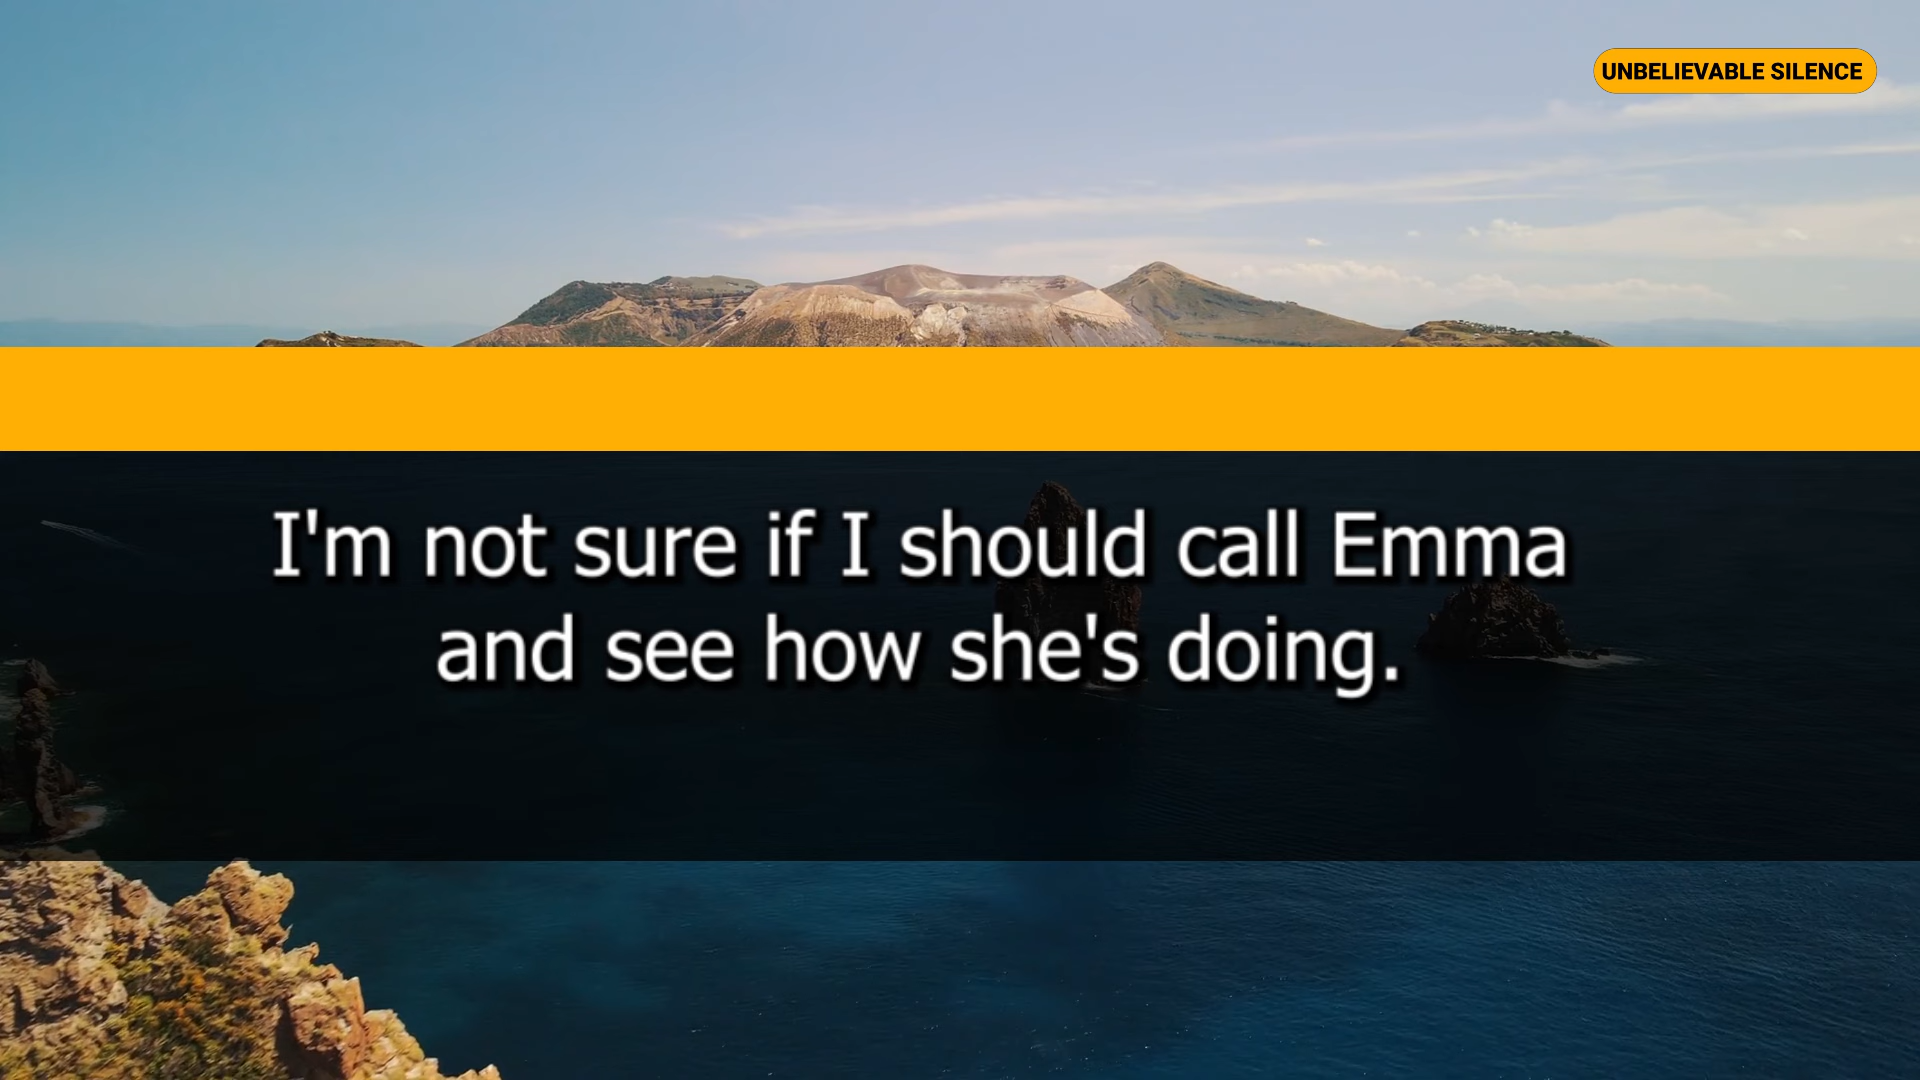 UNBELIEVABLE SILENCE
I'm not sure if I should call Emma
and see how she's doing.